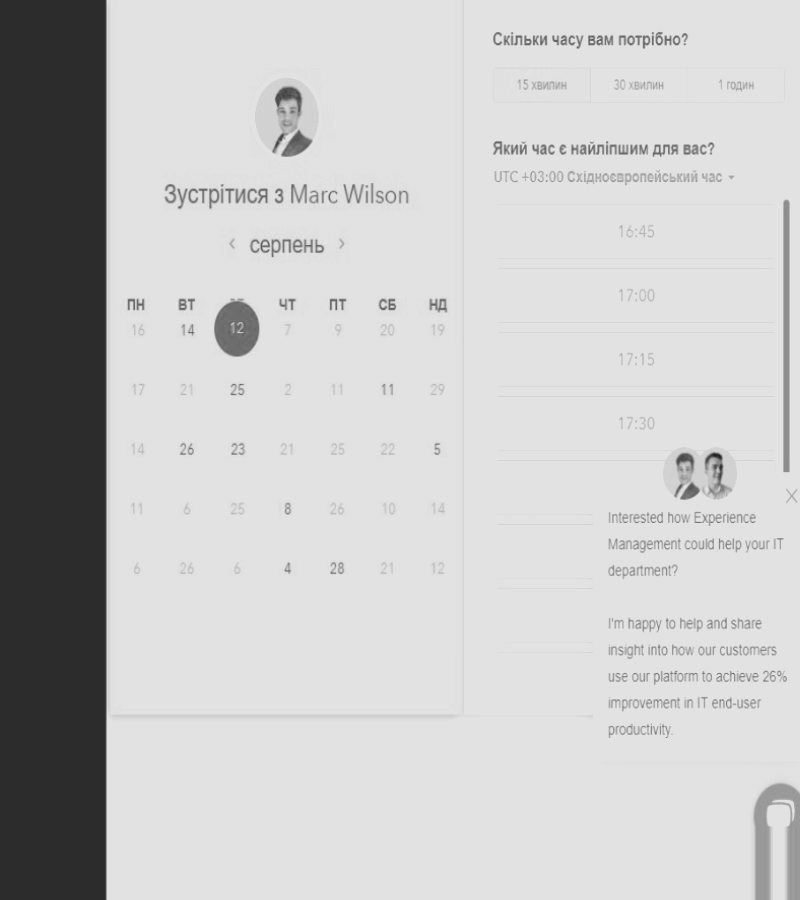 Зустрітися з Marc Wilson
‹ серпень ›
ПН ВТ ЧТ ПТ СБ НД
16 14 12 7 9 20 19
17 21 25 2 11 11 29
14 26 23 21 25 22 5
11 6 25 8 26 10 14
6 26 6 4 28 21 12
Скільки часу вам потрібно?
15 хвилин 30 хвилин 1 годин
Який час є найліпшим для вас?
UTC +03:00 Східноєвропейський час
16:45
17:00
17:15
17:30
Interested how Experience
Management could help your IT
department?
I'm happy to help and share
insight into how our customers
use our platform to achieve 26%
improvement in IT end-user
productivity.